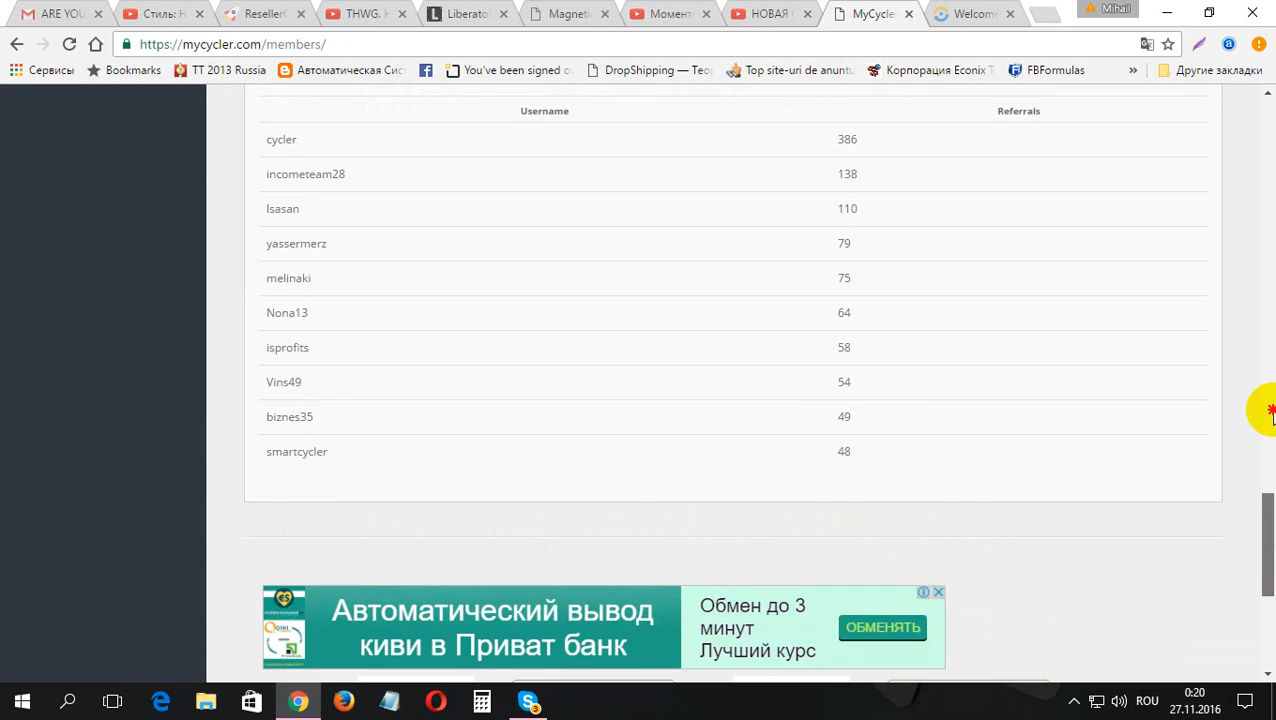 ARE YOU
Стиль: Н
Reseller
THWG. H
Liberato
Magneti
Момент
НОВАЯ
MyCycler
Welcome
Mihail
https://mycycler.com/members/
Сервисы
Bookmarks
TT 2013 Russia
Автоматическая Сис
You've been signed o
DropShipping — Teo
Top site-uri de anuntu
Корпорация Econix T
FBFormulas
»
Другие закладки
Username Referrals
cycler 386
incometeam28 138
lsasan 110
yassermerz 79
melinaki 75
Nona13 64
isprofits 58
Vins49 54
biznes35 49
smartcycler 48
Автоматический вывод
киви в Приват банк
Обмен до 3
минут
Лучший курс
ОБМЕНЯТЬ
ROU
0:20
27.11.2016